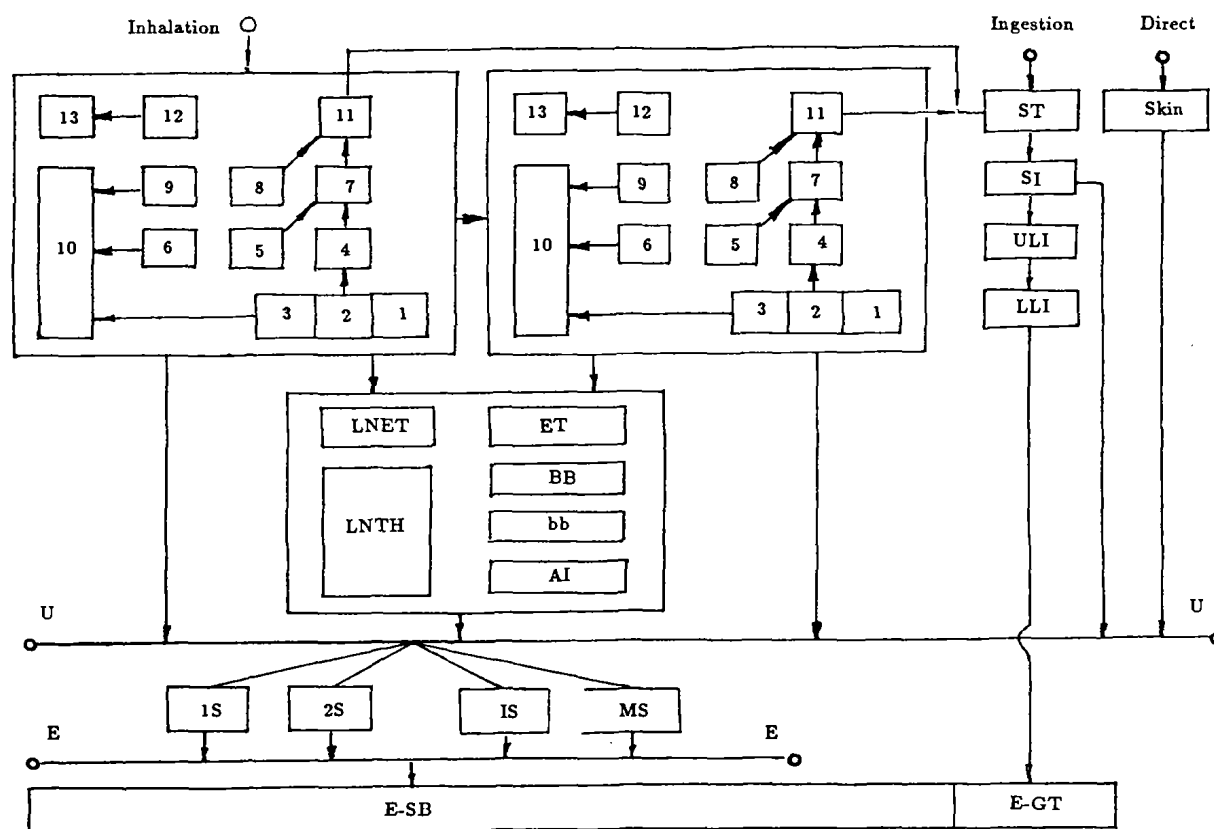 Inhalation
Ingestion
Direct
13
12
11
9
8
7
10
6
5
4
3
2
1
13
12
11
9
8
7
10
6
5
4
3
2
1
ST
Skin
SI
ULI
LLI
LNET
ET
BB
LNTH
bb
AI
U
U
1S
2S
IS
MS
E
E
E-SB
E-GT